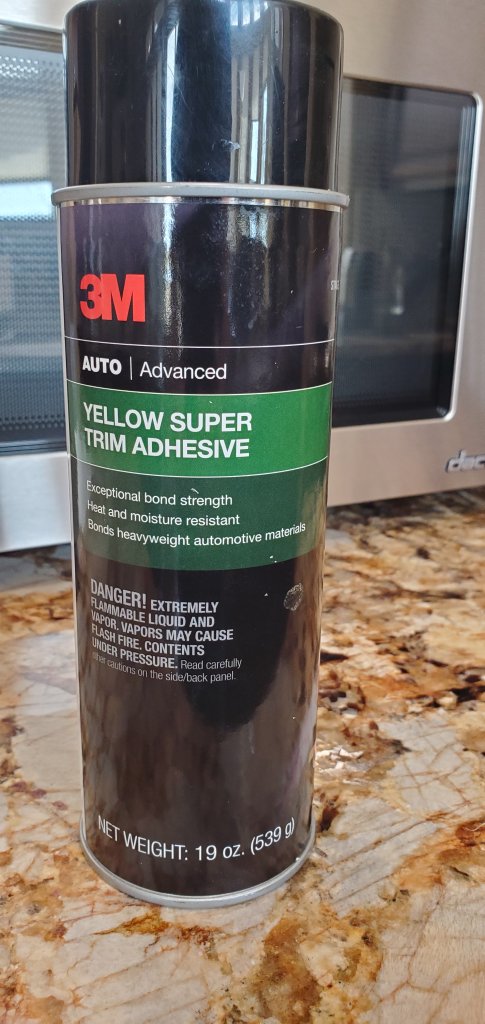 3M
AUTO | Advanced
YELLOW SUPER
TRIM ADHESIVE
Exceptional bond strength
Heat and moisture resistant
Bonds heavyweight automotive materials
DANGER! EXTREMELY
FLAMMABLE LIQUID AND
VAPOR. VAPORS MAY CAUSE
FLASH FIRE. CONTENTS
UNDER PRESSURE. Read carefully
other cautions on the side/back panel.
NET WEIGHT: 19 oz. (539 g)